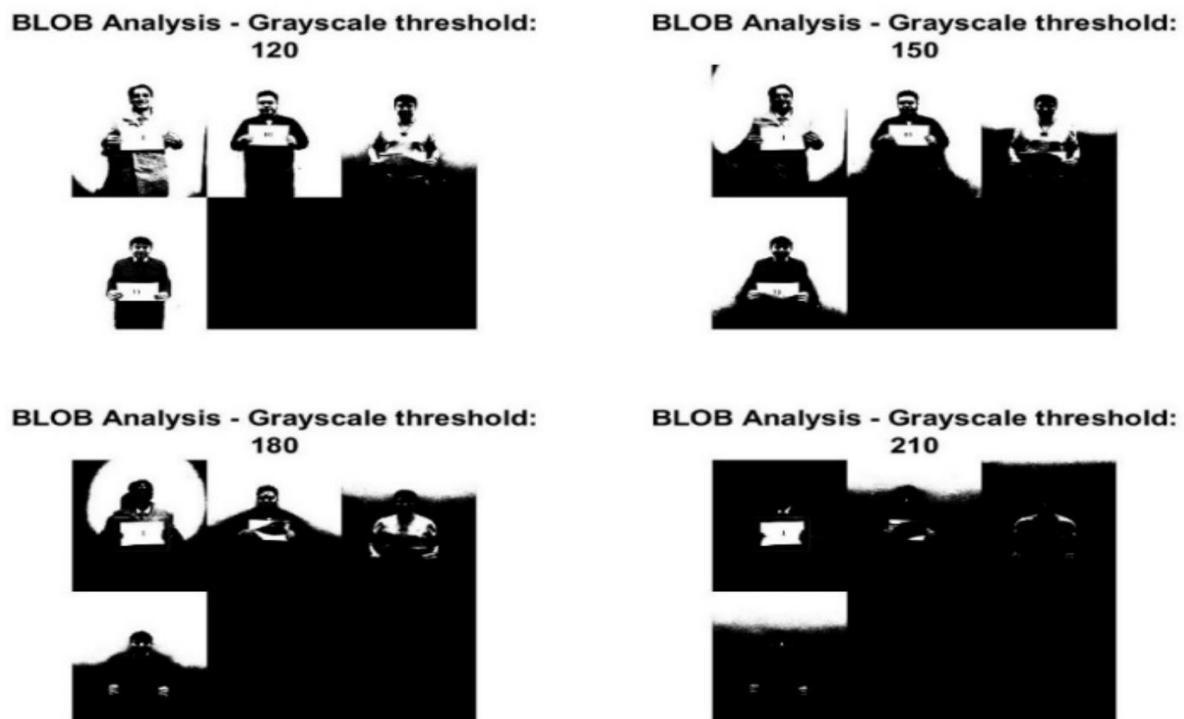 BLOB Analysis - Grayscale threshold:
120
BLOB Analysis - Grayscale threshold:
150
BLOB Analysis - Grayscale threshold:
180
BLOB Analysis - Grayscale threshold:
210